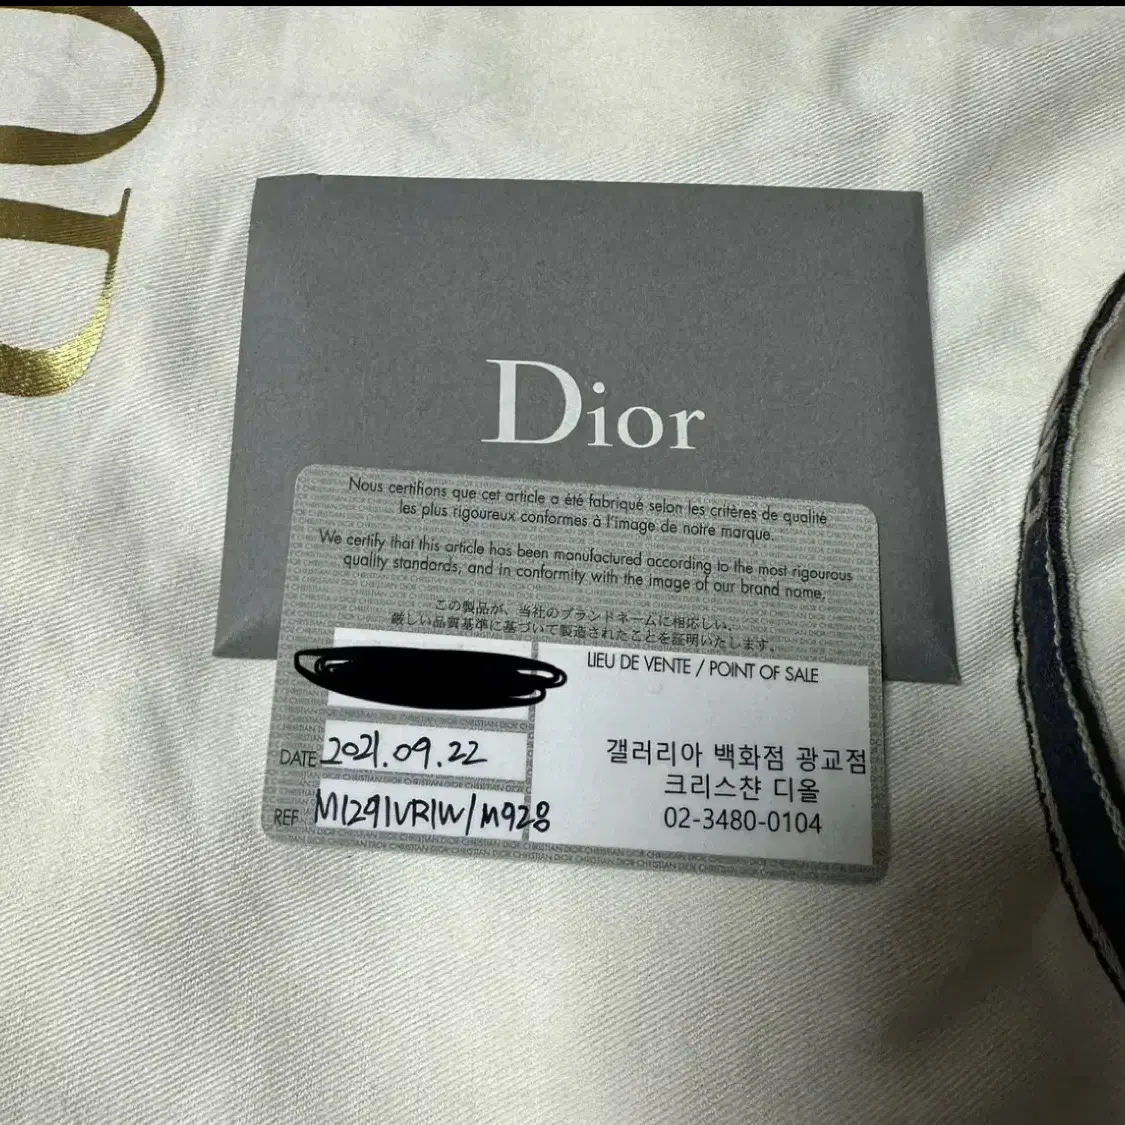 Dior
Nous certifions que cet article a été fabriqué selon les critères de qualité
les plus rigoureux conformes à l'image de notre marque.
We certify that this article has been manufactured according to the most rigourous
quality standards, and in conformity with the image of our brand name.
この製品が、当社のブランドネームに相応しい、
厳しい品質基準に基づいて製造されたことを証明いたします。
LIEU DE VENTE / POINT OF SALE
갤러리아 백화점 광교점
크리스챤 디올
02-3480-0104
DATE 2021.09.22
REF. M1291VRIW/M928